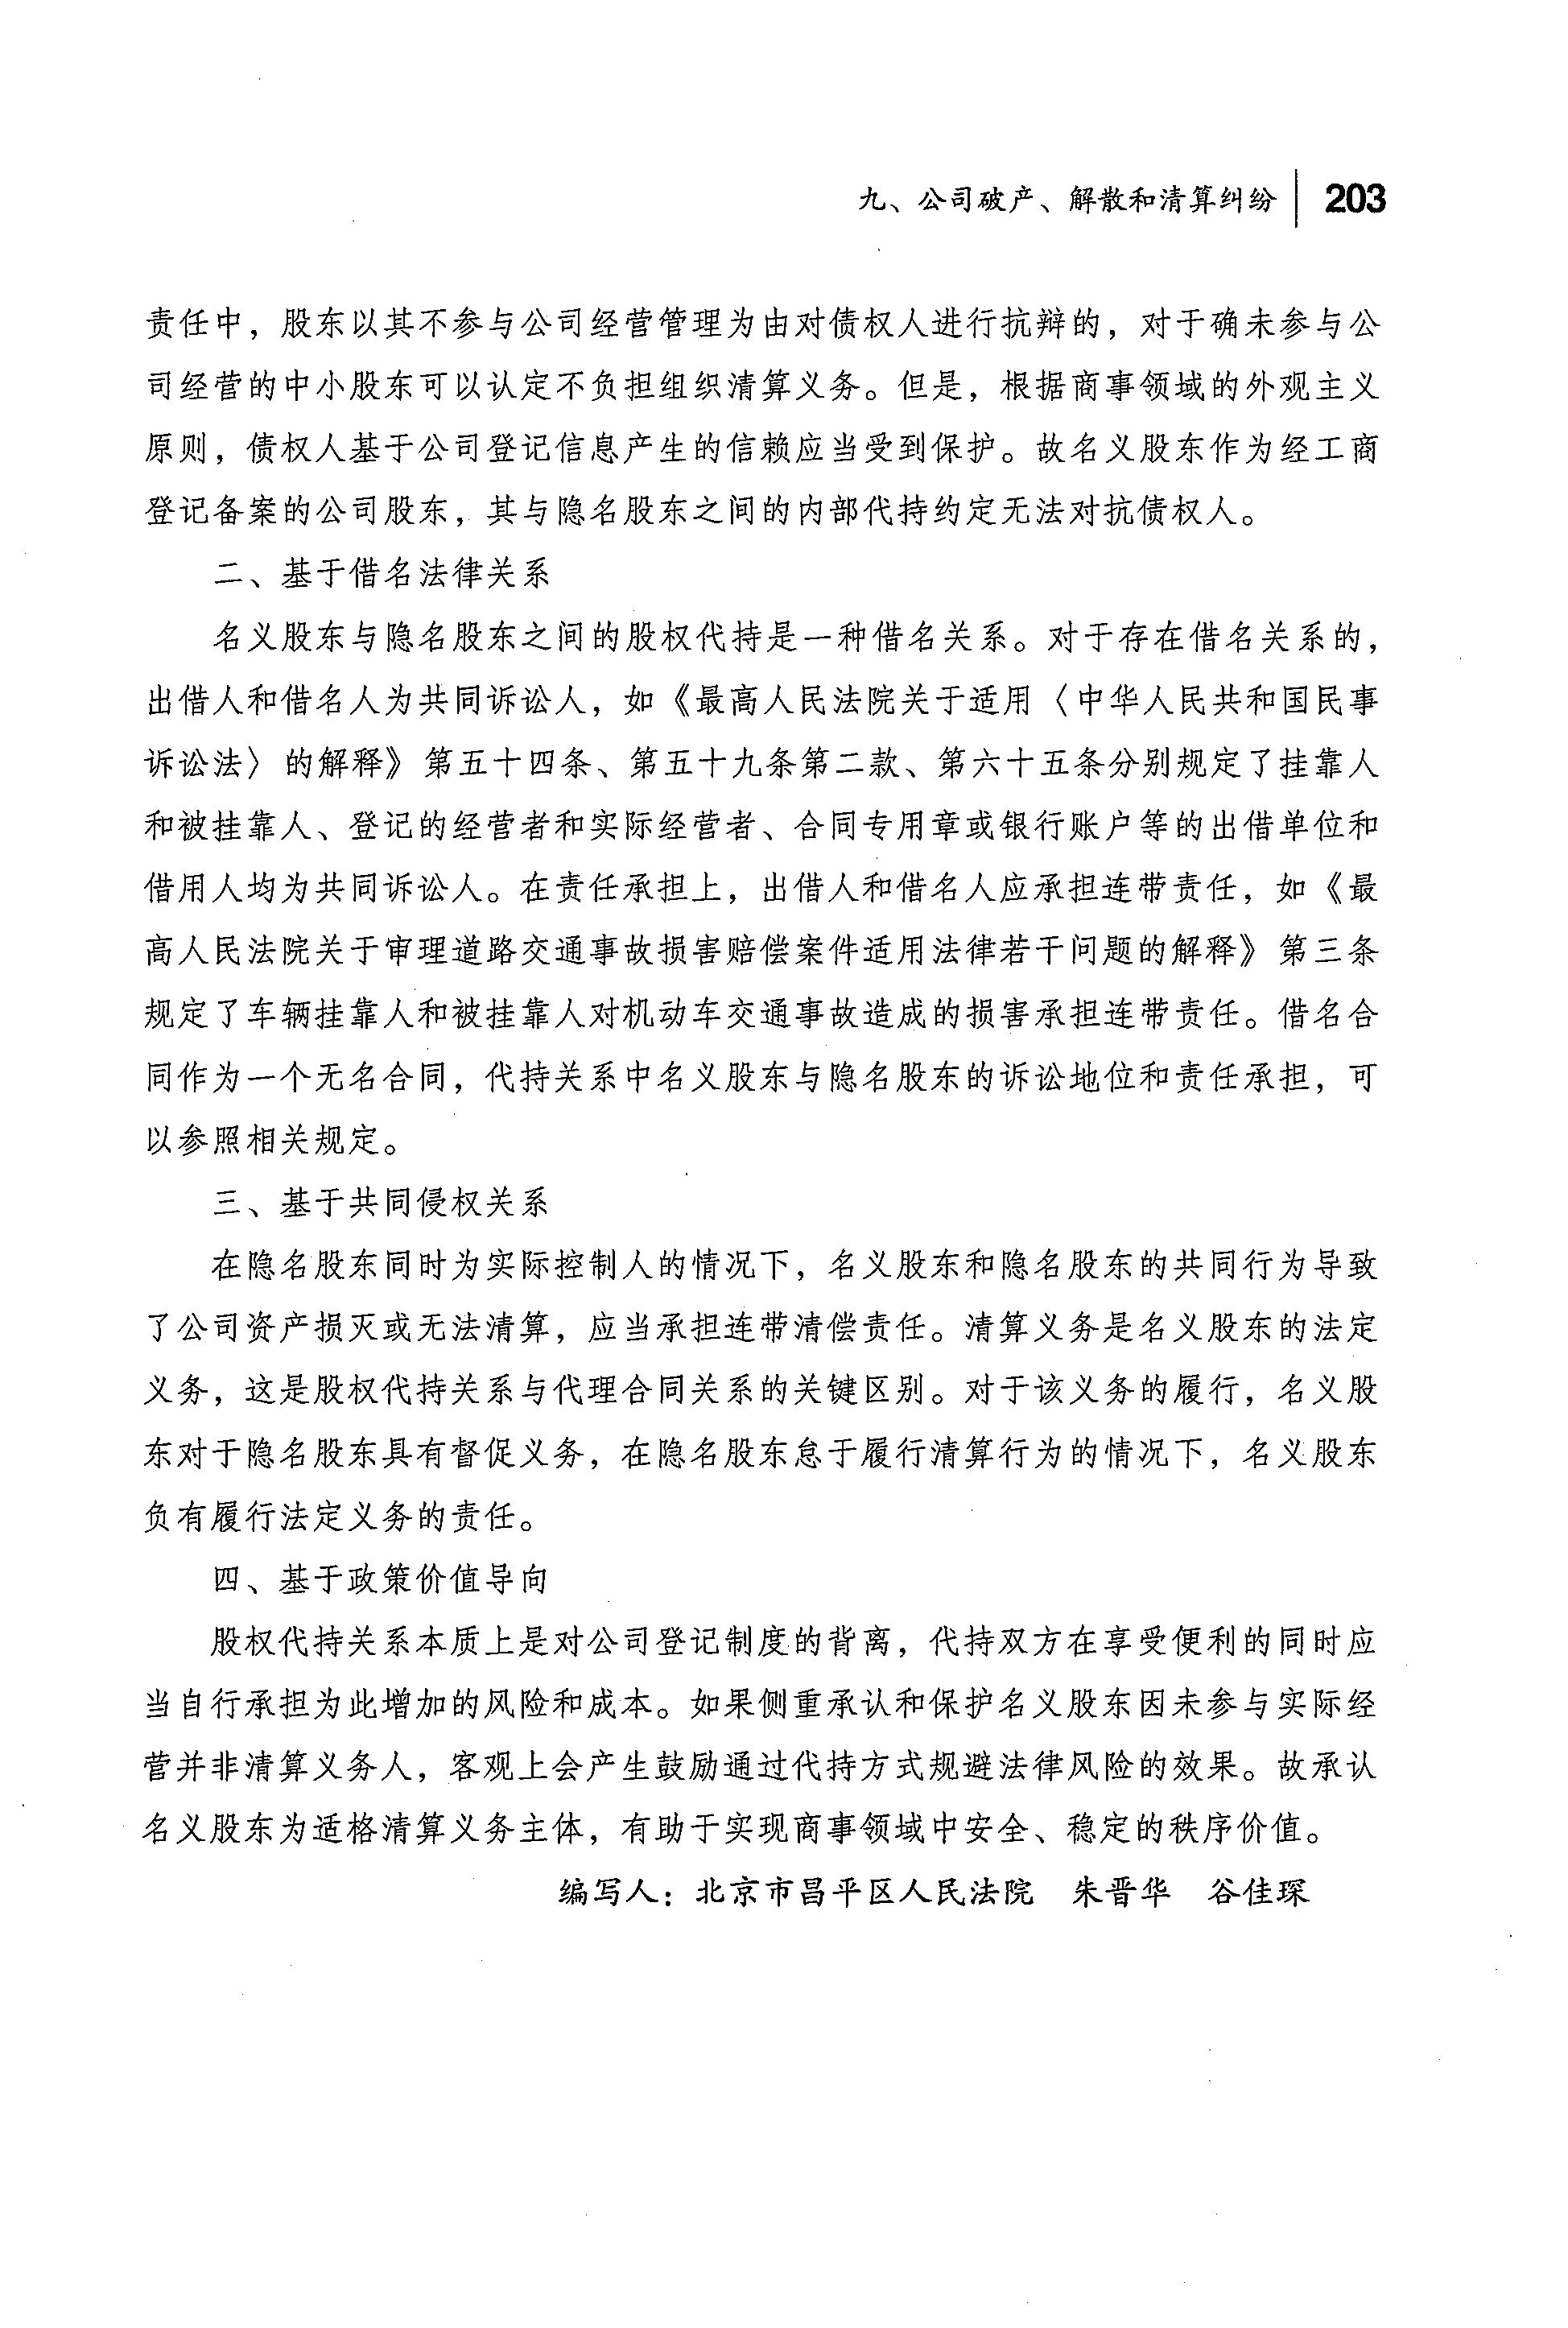 九、公司破产、解散和清算纠纷 203
责任中，股东以其不参与公司经营管理为由对债权人进行抗辩的，对于确未参与公
司经营的中小股东可以认定不负担组织清算义务。但是，根据商事领域的外观主义
原则，债权人基于公司登记信息产生的信赖应当受到保护。故名义股东作为经工商
登记备案的公司股东，其与隐名股东之间的内部代持约定无法对抗债权人。
二、基于借名法律关系
名义股东与隐名股东之间的股权代持是一种借名关系。对于存在借名关系的，
出借人和借名人为共同诉讼人，如《最高人民法院关于适用〈中华人民共和国民事
诉讼法〉的解释》第五十四条、第五十九条第二款、第六十五条分别规定了挂靠人
和被挂靠人、登记的经营者和实际经营者、合同专用章或银行账户等的出借单位和
借用人均为共同诉讼人。在责任承担上，出借人和借名人应承担连带责任，如《最
高人民法院关于审理道路交通事故损害赔偿案件适用法律若干问题的解释》第三条
规定了车辆挂靠人和被挂靠人对机动车交通事故造成的损害承担连带责任。借名合
同作为一个无名合同，代持关系中名义股东与隐名股东的诉讼地位和责任承担，可
以参照相关规定。
三、基于共同侵权关系
在隐名股东同时为实际控制人的情况下，名义股东和隐名股东的共同行为导致
了公司资产损灭或无法清算，应当承担连带清偿责任。清算义务是名义股东的法定
义务，这是股权代持关系与代理合同关系的关键区别。对于该义务的履行，名义股
东对于隐名股东具有督促义务，在隐名股东怠于履行清算行为的情况下，名义股东
负有履行法定义务的责任。
四、基于政策价值导向
股权代持关系本质上是对公司登记制度的背离，代持双方在享受便利的同时应
当自行承担为此增加的风险和成本。如果侧重承认和保护名义股东因未参与实际经
营并非清算义务人，客观上会产生鼓励通过代持方式规避法律风险的效果。故承认
名义股东为适格清算义务主体，有助于实现商事领域中安全、稳定的秩序价值。
编写人：北京市昌平区人民法院 朱晋华 谷佳琛